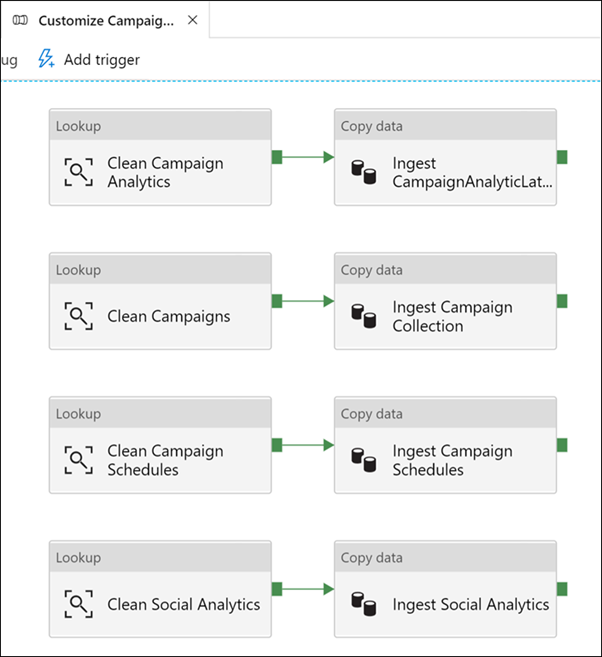 Customize Campaig...
ug
Add trigger
Lookup
Clean Campaign
Analytics
Copy data
Ingest
CampaignAnalyticLat...
Lookup
Clean Campaigns
Copy data
Ingest Campaign
Collection
Lookup
Clean Campaign
Schedules
Copy data
Ingest Campaign
Schedules
Lookup
Clean Social Analytics
Copy data
Ingest Social Analytics